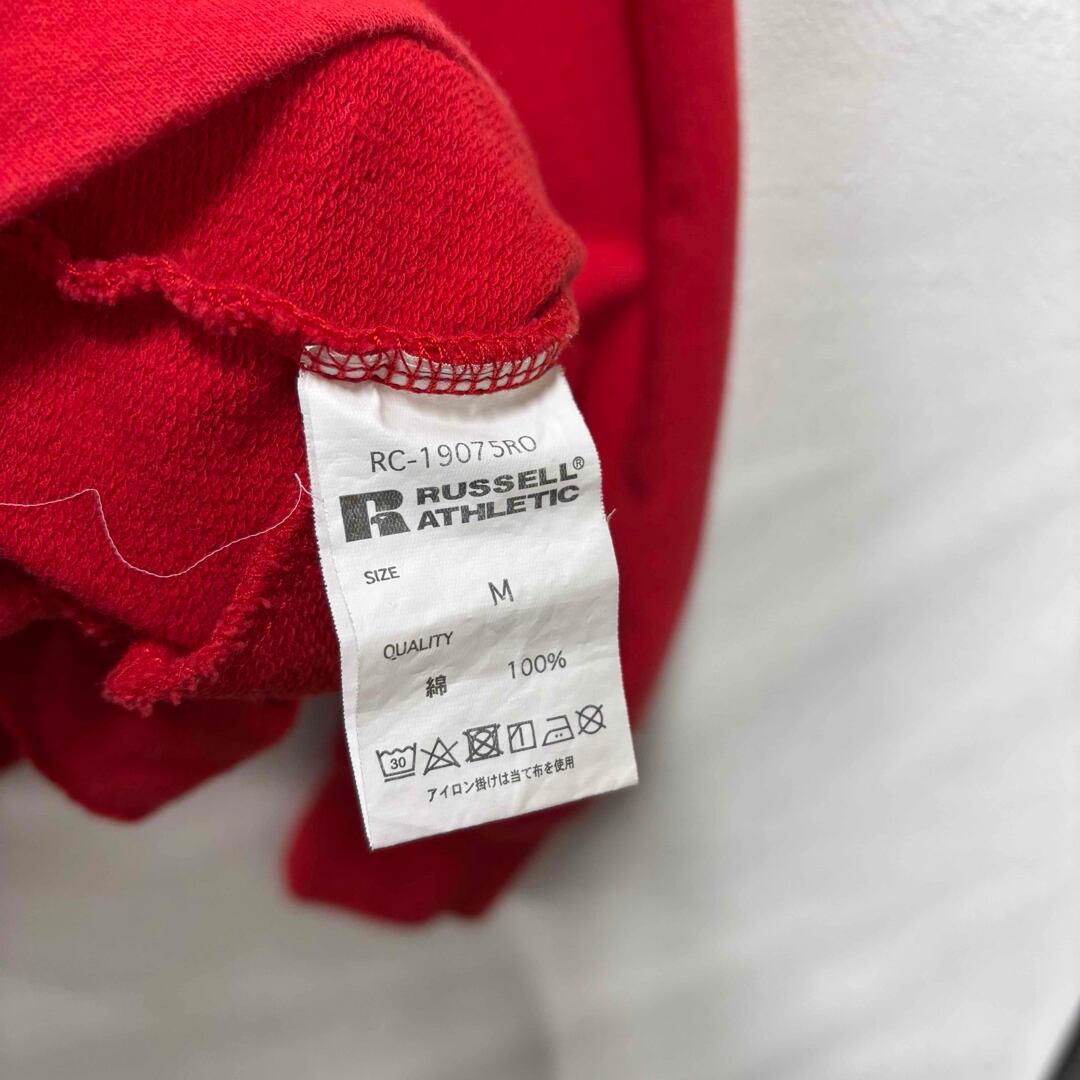 RC-19075RO
RUSSELL®
ATHLETIC
SIZE
M
QUALITY
綿 100%
30
アイロン掛けは当て布を使用